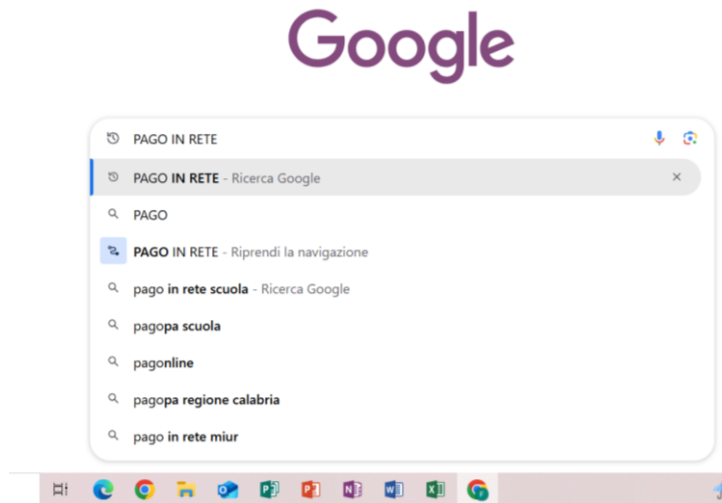 Google
PAGO IN RETE
PAGO IN RETE - Ricerca Google
PAGO
PAGO IN RETE - Riprendi la navigazione
pago in rete scuola - Ricerca Google
pagopa scuola
pagonline
pagopa regione calabria
pago in rete miur